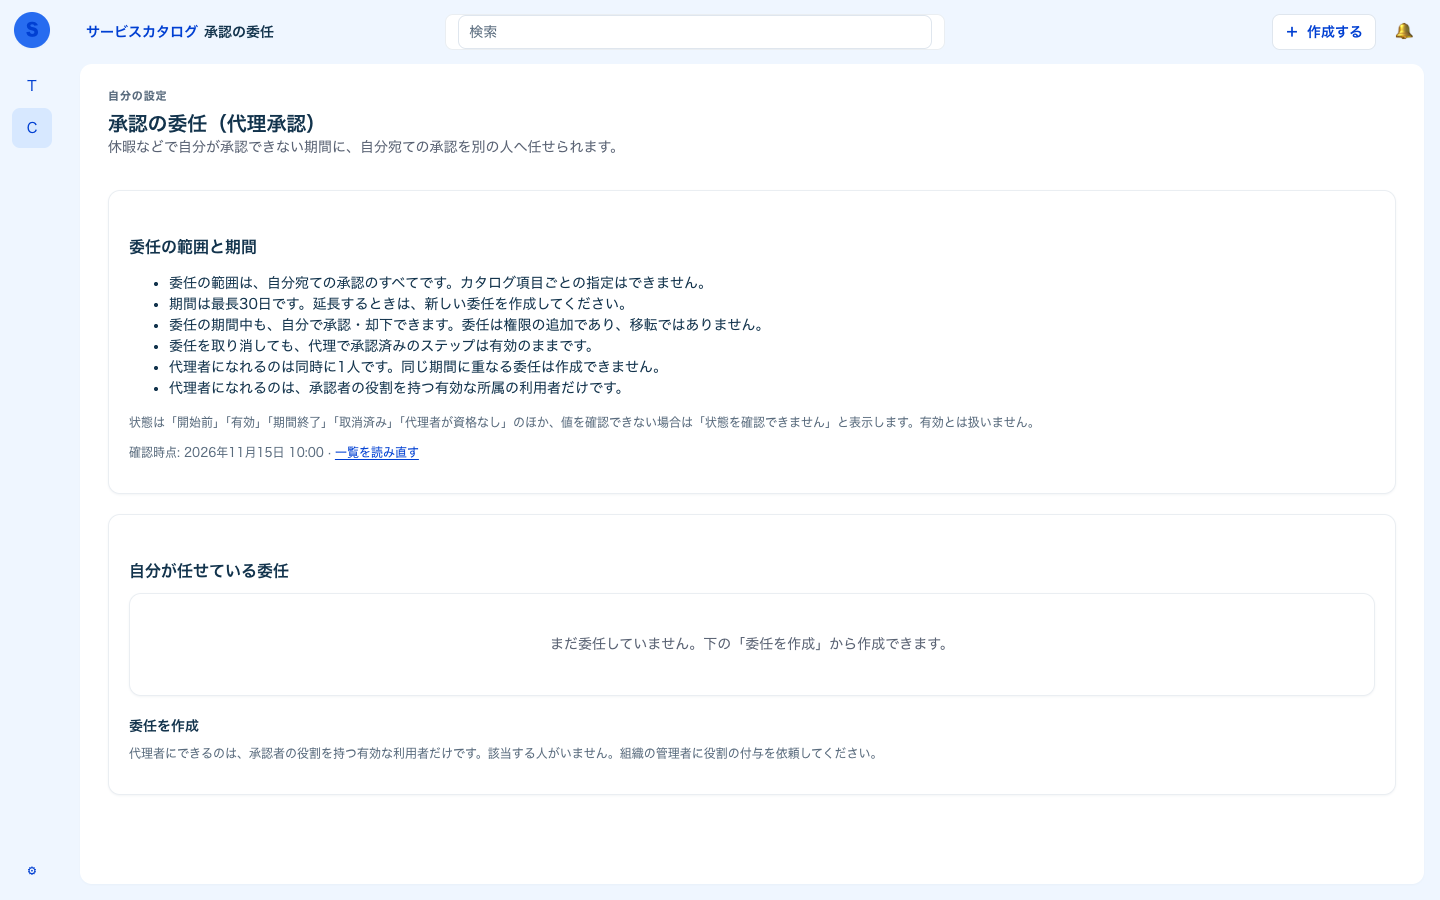 S
サービスカタログ 承認の委任
検索
+ 作成する
T
C
自分の設定
承認の委任（代理承認）
休暇などで自分が承認できない期間に、自分宛ての承認を別の人へ任せられます。
委任の範囲と期間
• 委任の範囲は、自分宛ての承認のすべてです。カタログ項目ごとの指定はできません。
• 期間は最長30日です。延長するときは、新しい委任を作成してください。
• 委任の期間中も、自分で承認・却下できます。委任は権限の追加であり、移転ではありません。
• 委任を取り消しても、代理で承認済みのステップは有効のままです。
• 代理者になれるのは同時に1人です。同じ期間に重なる委任は作成できません。
• 代理者になれるのは、承認者の役割を持つ有効な所属の利用者だけです。
状態は「開始前」「有効」「期間終了」「取消済み」「代理者が資格なし」のほか、値を確認できない場合は「状態を確認できません」と表示します。有効とは扱いません。
確認時点: 2026年11月15日 10:00 · 一覧を読み直す
自分が任せている委任
まだ委任していません。下の「委任を作成」から作成できます。
委任を作成
代理者にできるのは、承認者の役割を持つ有効な利用者だけです。該当する人がいません。組織の管理者に役割の付与を依頼してください。